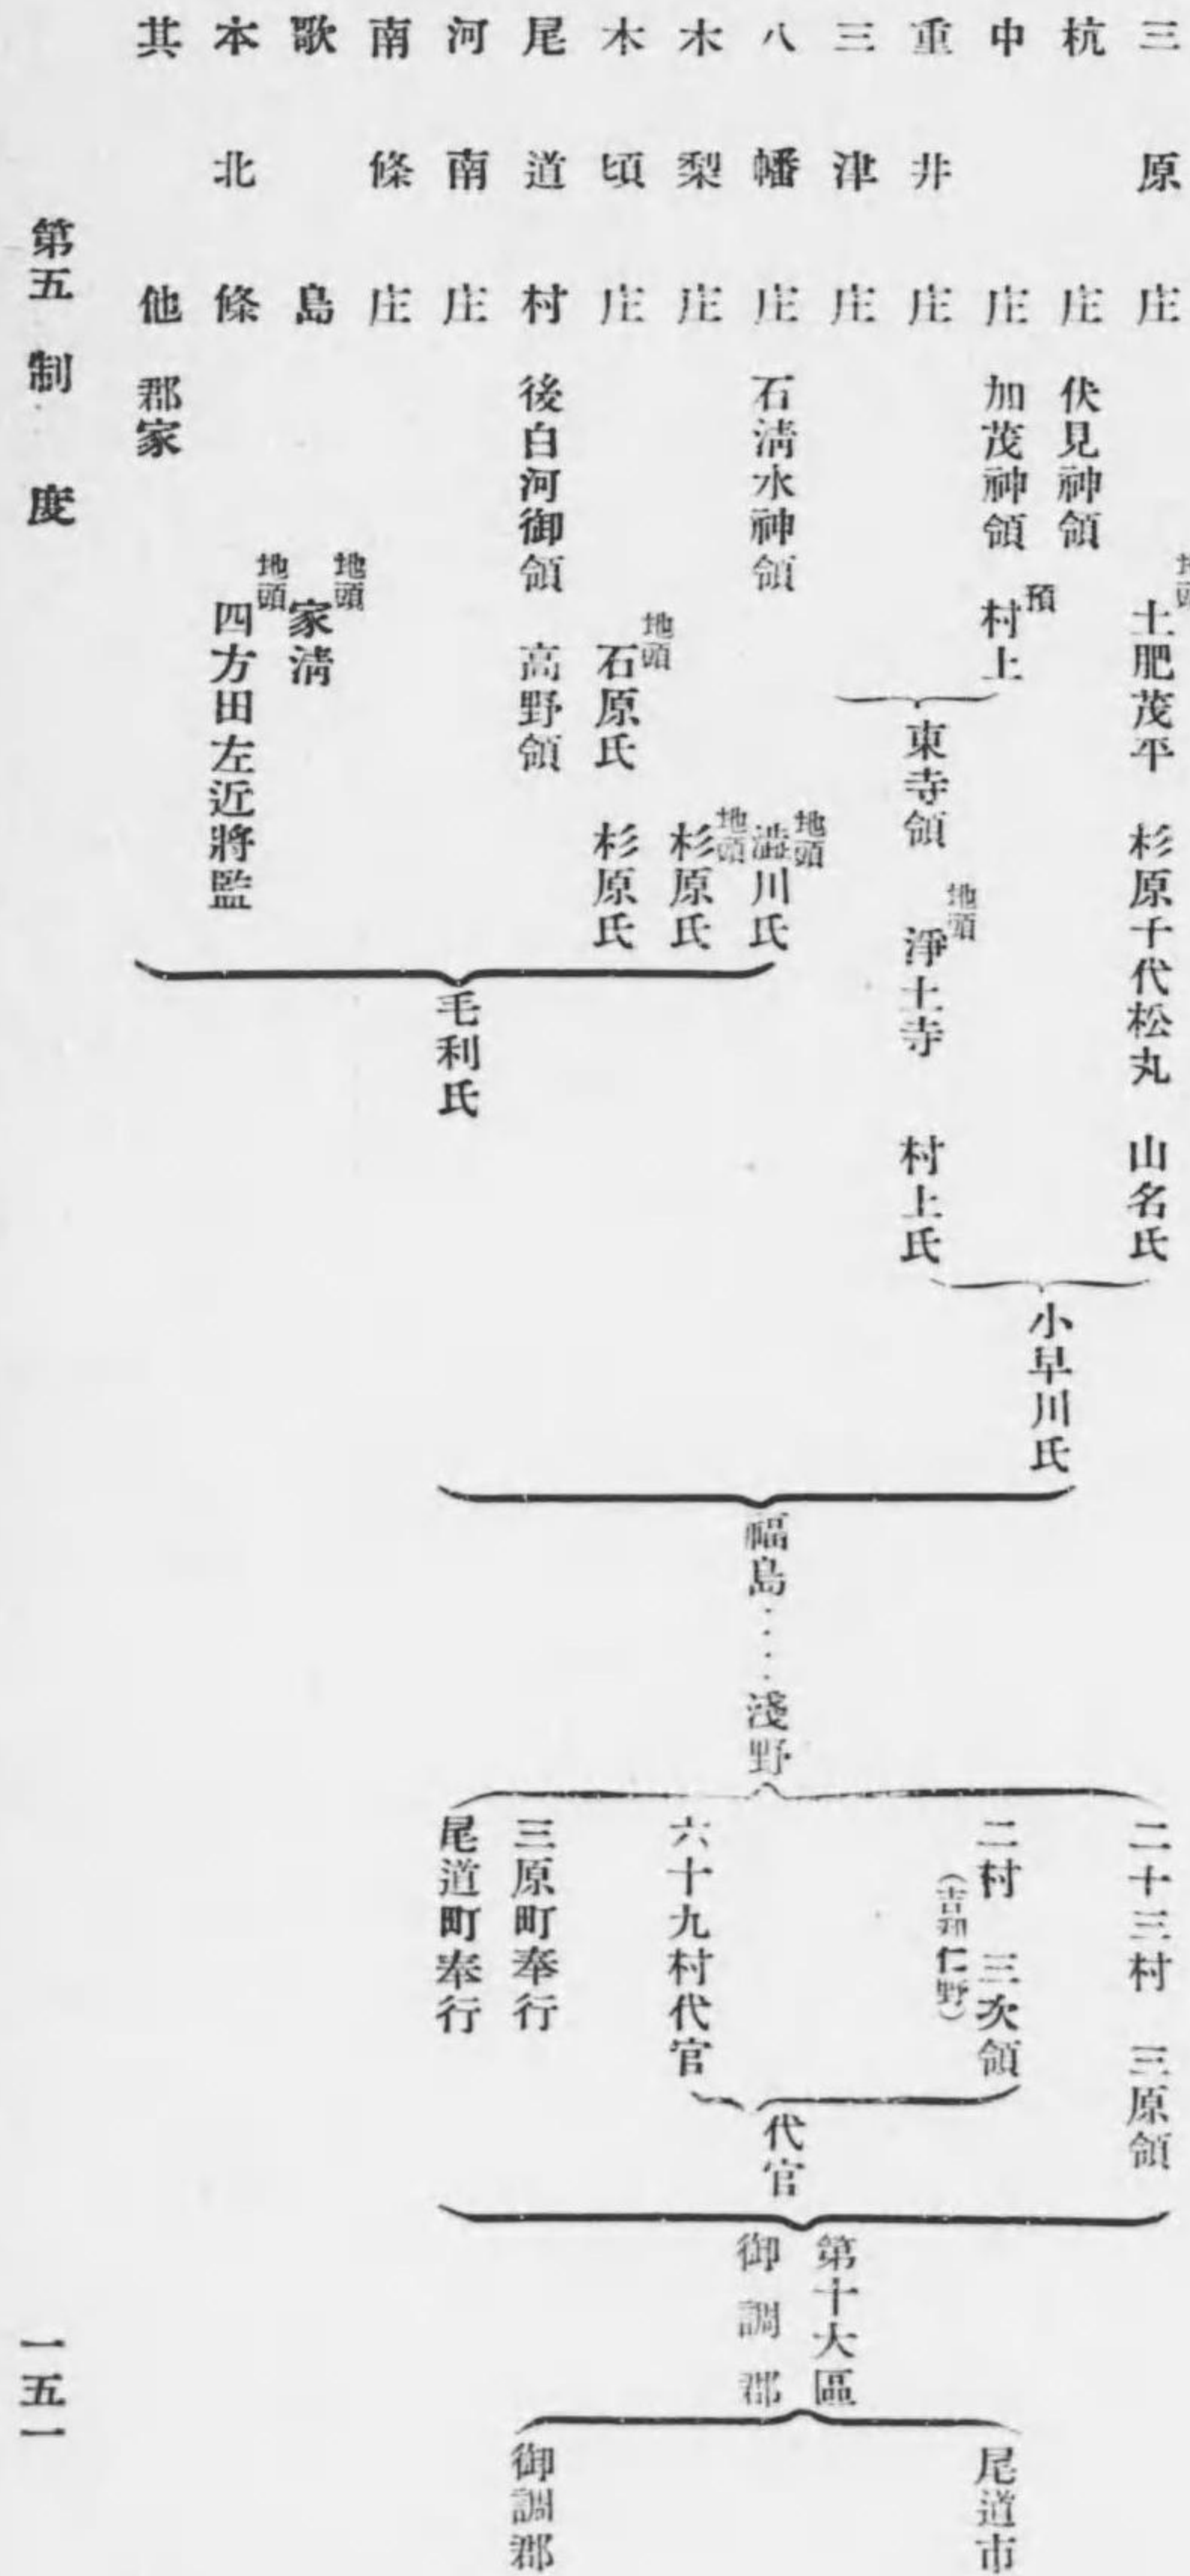 三原庄 地頭 土肥茂平 杉原千代松丸 山名氏
杭庄 伏見神領
中庄 加茂神領 預 村上
重井庄
三津庄
東寺領 地頭 淨土寺 村上氏
小早川氏
八幡庄 石淸水神領 地頭 澁川氏
木梨庄 地頭 杉原氏
木頃庄 地頭 石原氏 杉原氏
尾道村 後白河御領 高野領
河南庄
南條庄
歌島 地頭 家淸
本北條 地頭 四方田左近將監
其他 郡家
毛利氏
福島・・・・淺野
二十三村 三原領
二村 三次領
（吉和仁野）
六十九村代官
三原町奉行
尾道町奉行
代官
第十大區
御調郡
尾道市
御調郡
第五 制度
一五一